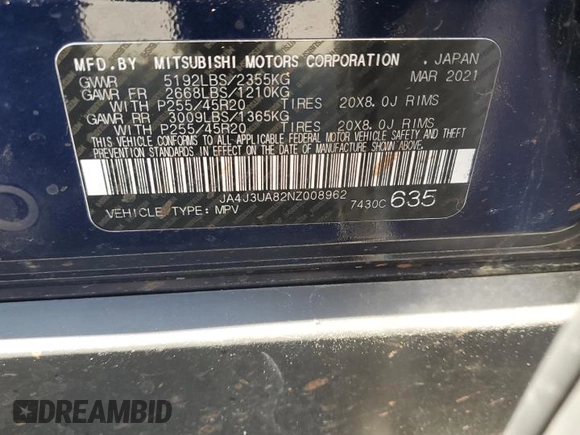 MFD.BY MITSUBISHI MOTORS CORPORATION . JAPAN
GVWR 5192LBS/2355KG MAR 2021
GAWR FR 2668LBS/1210KG
WITH P255/45R20 TIRES 20X8.0J RIMS
GAWR RR 3009LBS/1365KG
WITH P255/45R20 TIRES 20X8.0J RIMS
THIS VEHICLE CONFORMS TO ALL APPLICABLE FEDERAL MOTOR VEHICLE SAFETY AND THEFT
PREVENTION STANDARDS IN EFFECT ON THE DATE OF MANUFACTURE SHOWN ABOVE.
JA4J3UA82NZ008962
VEHICLE TYPE: MPV 7430C 635
DREAMBID